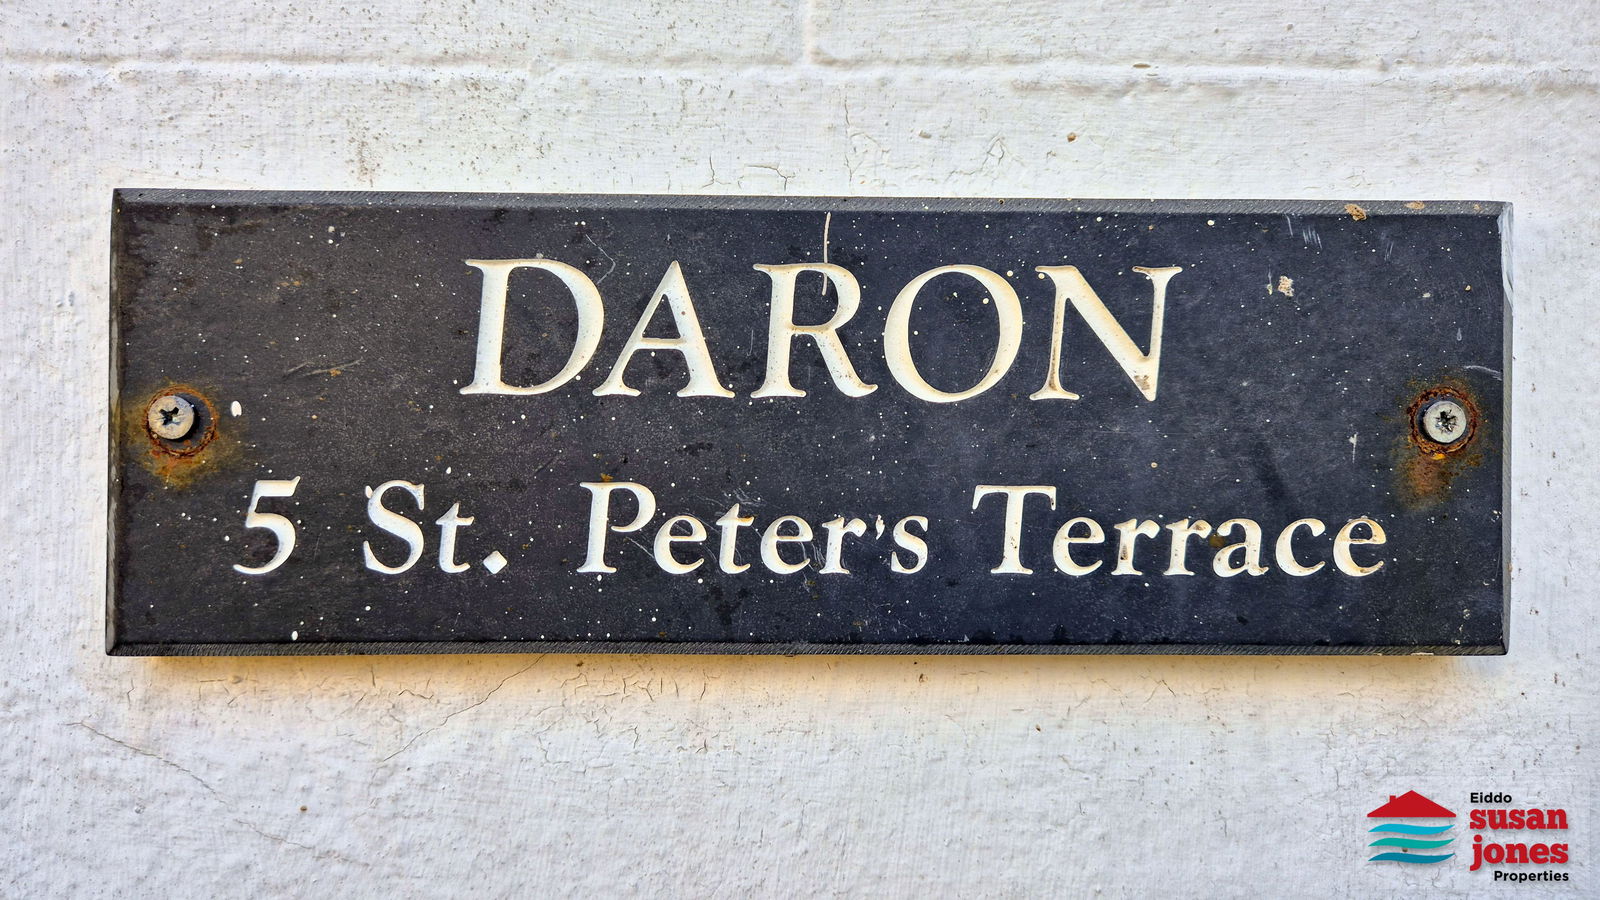 DARON
5 St. Peter's Terrace
Eiddo
susan
jones
Properties